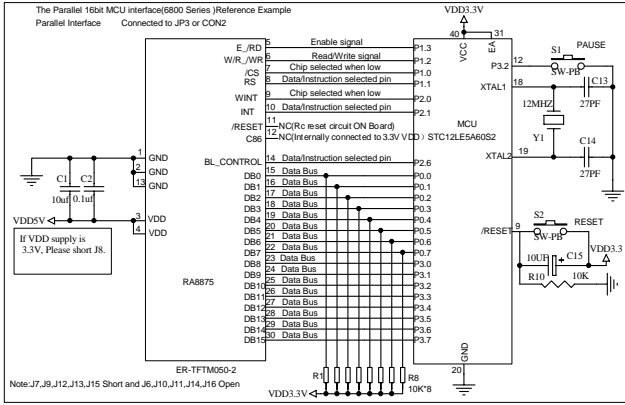 The Parallel 16bit MCU interface(6800 Series )Reference Example
Parallel Interface Connected to JP3 or CON2
VDD3.3V
40 31
VCC
EA
5 Enable signal
E_/RD P1.3
6 Read/Write signal
W/R_/WR P1.2
7 Chip selected when low
/CS P1.0
8 Data/Instruction selected pin
RS P1.1
9 Chip selected when low
WINT P2.0
10 Data/Instruction selected pin
INT P2.1
11
/RESET NC(Rc reset circuit ON Board)
12
C86 NC(Internally connected to 3.3V VDD) STC12LE5A60S2
MCU
14 Data/Instruction selected pin
BL_CONTROL P2.6
15 Data Bus
DB0 P0.0
16 Data Bus
DB1 P0.1
17 Data Bus
DB2 P0.2
18 Data Bus
DB3 P0.3
19 Data Bus
DB4 P0.4
20 Data Bus
DB5 P0.5
21 Data Bus
DB6 P0.6
22 Data Bus
DB7 P0.7
23 Data Bus
DB8 P3.0
24 Data Bus
DB9 P3.1
25 Data Bus
DB10 P3.2
26 Data Bus
DB11 P3.3
27 Data Bus
DB12 P3.4
28 Data Bus
DB13 P3.5
29 Data Bus
DB14 P3.6
30 Data Bus
DB15 P3.7
1 GND
2 GND
13 GND
C1 C2
10uf 0.1uf
VDD5V
3 VDD
4 VDD
If VDD supply is
3.3V, Please short J8.
RA8875
ER-TFTM050-2
S1 PAUSE
P3.2 12
SW-PB
XTAL1 18
C13
27PF
12MHZ
Y1
C14
XTAL2 19
27PF
S2
RESET
/RESET 9
SW-PB
VDD3.3
10UF C15
R10 10K
GND
20
R1 R8
10K*8
VDD3.3V
Note:J7,J9,J12,J13,J15 Short and J6,J10,J11,J14,J16 Open